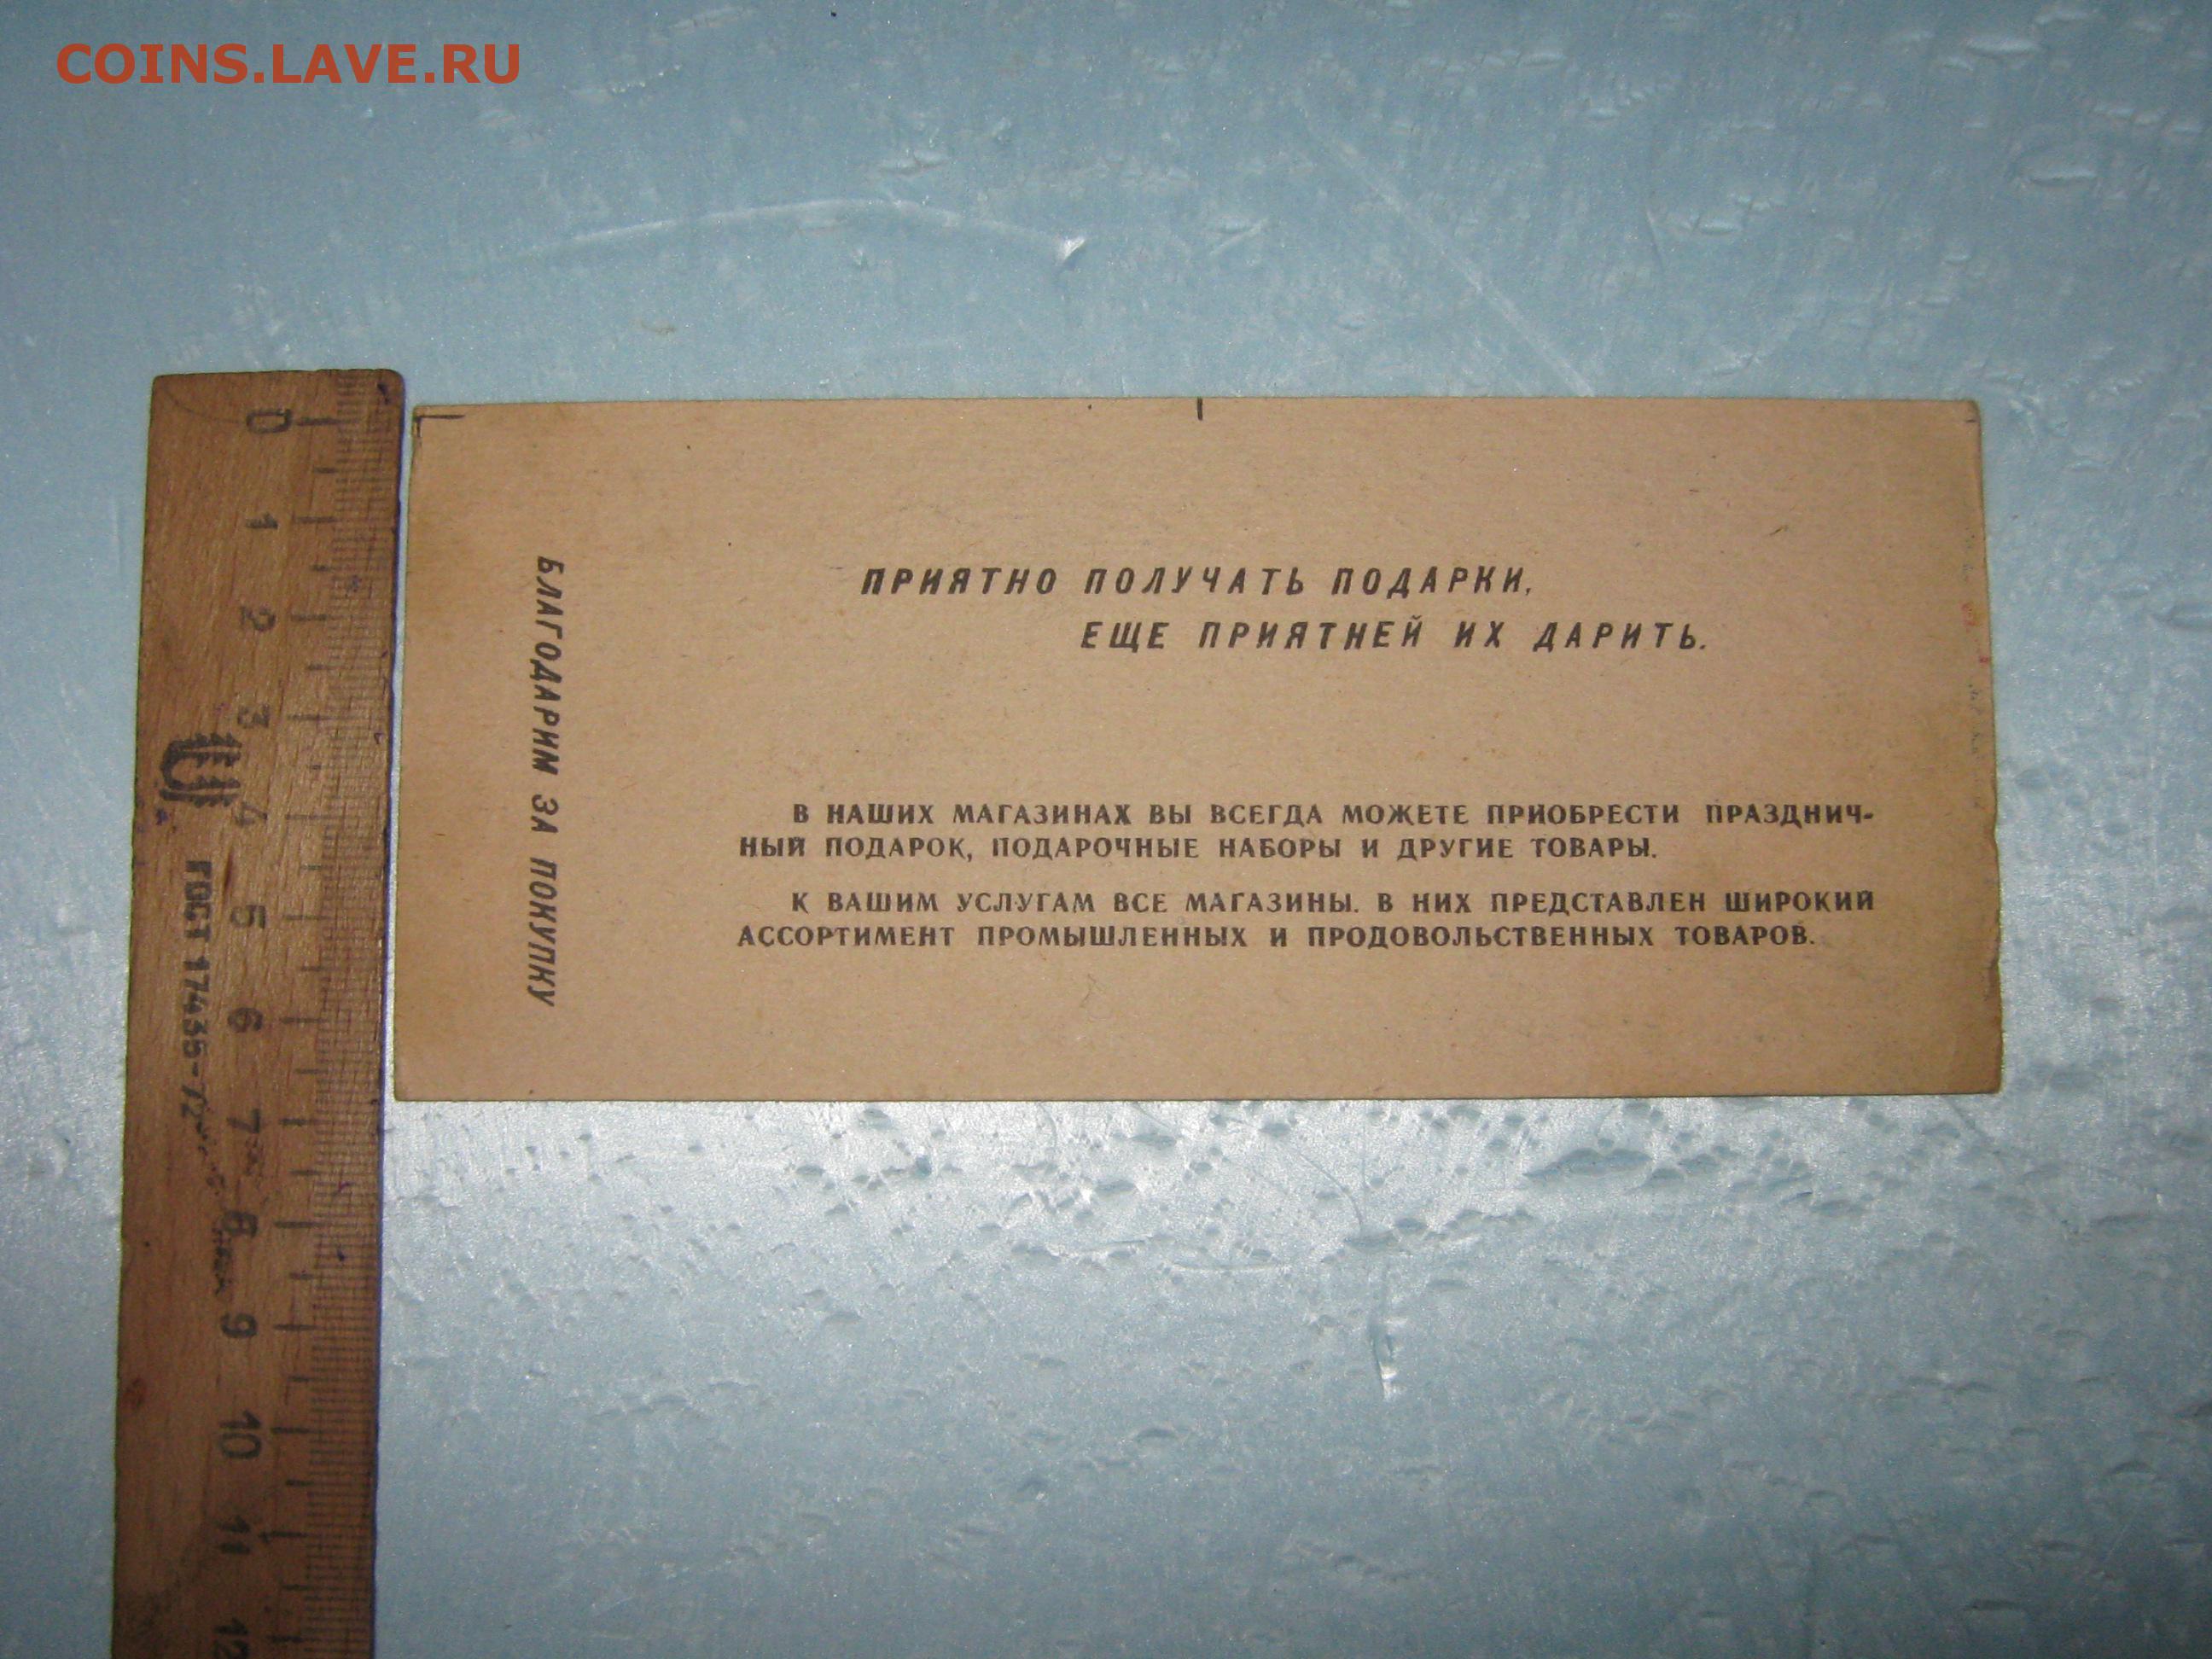 COINS.LAVE.RU
БЛАГОДАРИМ ЗА ПОКУПКУ
ПРИЯТНО ПОЛУЧАТЬ ПОДАРКИ,
ЕЩЕ ПРИЯТНЕЙ ИХ ДАРИТЬ.
В НАШИХ МАГАЗИНАХ ВЫ ВСЕГДА МОЖЕТЕ ПРИОБРЕСТИ ПРАЗДНИЧ-
НЫЙ ПОДАРОК, ПОДАРОЧНЫЕ НАБОРЫ И ДРУГИЕ ТОВАРЫ.
К ВАШИМ УСЛУГАМ ВСЕ МАГАЗИНЫ. В НИХ ПРЕДСТАВЛЕН ШИРОКИЙ
АССОРТИМЕНТ ПРОМЫШЛЕННЫХ И ПРОДОВОЛЬСТВЕННЫХ ТОВАРОВ.
0 1 2 3 4 5 6 7 8 9 10 11 12
ГОСТ 17435-72